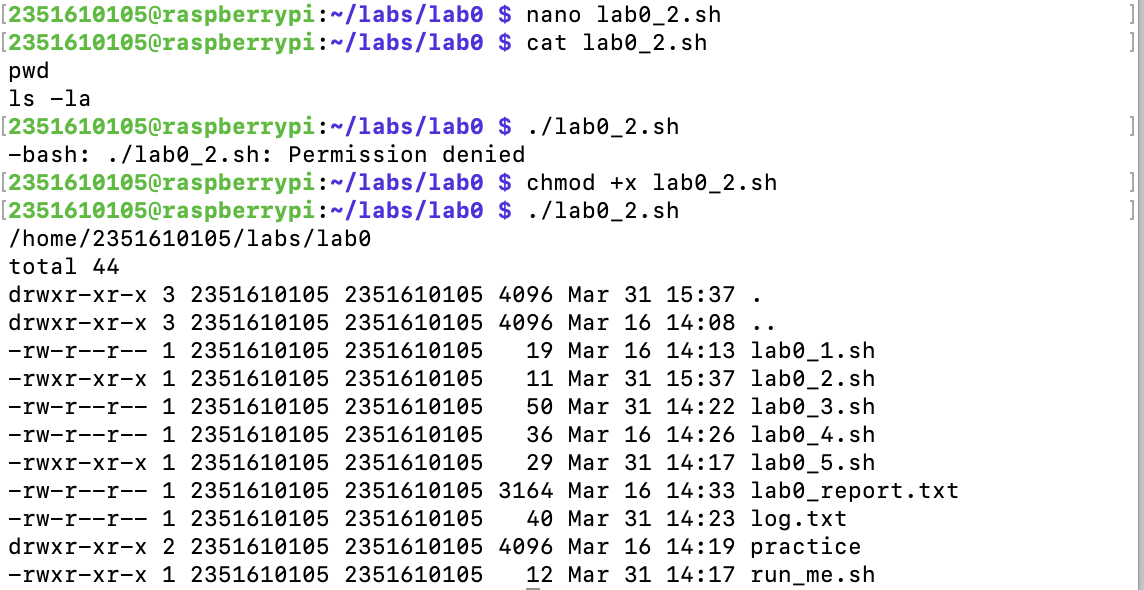 [2351610105@raspberrypi:~/labs/lab0 $ nano lab0_2.sh ]
[2351610105@raspberrypi:~/labs/lab0 $ cat lab0_2.sh ]
pwd
ls -la
[2351610105@raspberrypi:~/labs/lab0 $ ./lab0_2.sh ]
-bash: ./lab0_2.sh: Permission denied
[2351610105@raspberrypi:~/labs/lab0 $ chmod +x lab0_2.sh ]
[2351610105@raspberrypi:~/labs/lab0 $ ./lab0_2.sh ]
/home/2351610105/labs/lab0
total 44
drwxr-xr-x 3 2351610105 2351610105 4096 Mar 31 15:37 .
drwxr-xr-x 3 2351610105 2351610105 4096 Mar 16 14:08 ..
-rw-r--r-- 1 2351610105 2351610105   19 Mar 16 14:13 lab0_1.sh
-rwxr-xr-x 1 2351610105 2351610105   11 Mar 31 15:37 lab0_2.sh
-rw-r--r-- 1 2351610105 2351610105   50 Mar 31 14:22 lab0_3.sh
-rw-r--r-- 1 2351610105 2351610105   36 Mar 16 14:26 lab0_4.sh
-rwxr-xr-x 1 2351610105 2351610105   29 Mar 31 14:17 lab0_5.sh
-rw-r--r-- 1 2351610105 2351610105 3164 Mar 16 14:33 lab0_report.txt
-rw-r--r-- 1 2351610105 2351610105   40 Mar 31 14:23 log.txt
drwxr-xr-x 2 2351610105 2351610105 4096 Mar 16 14:19 practice
-rwxr-xr-x 1 2351610105 2351610105   12 Mar 31 14:17 run_me.sh